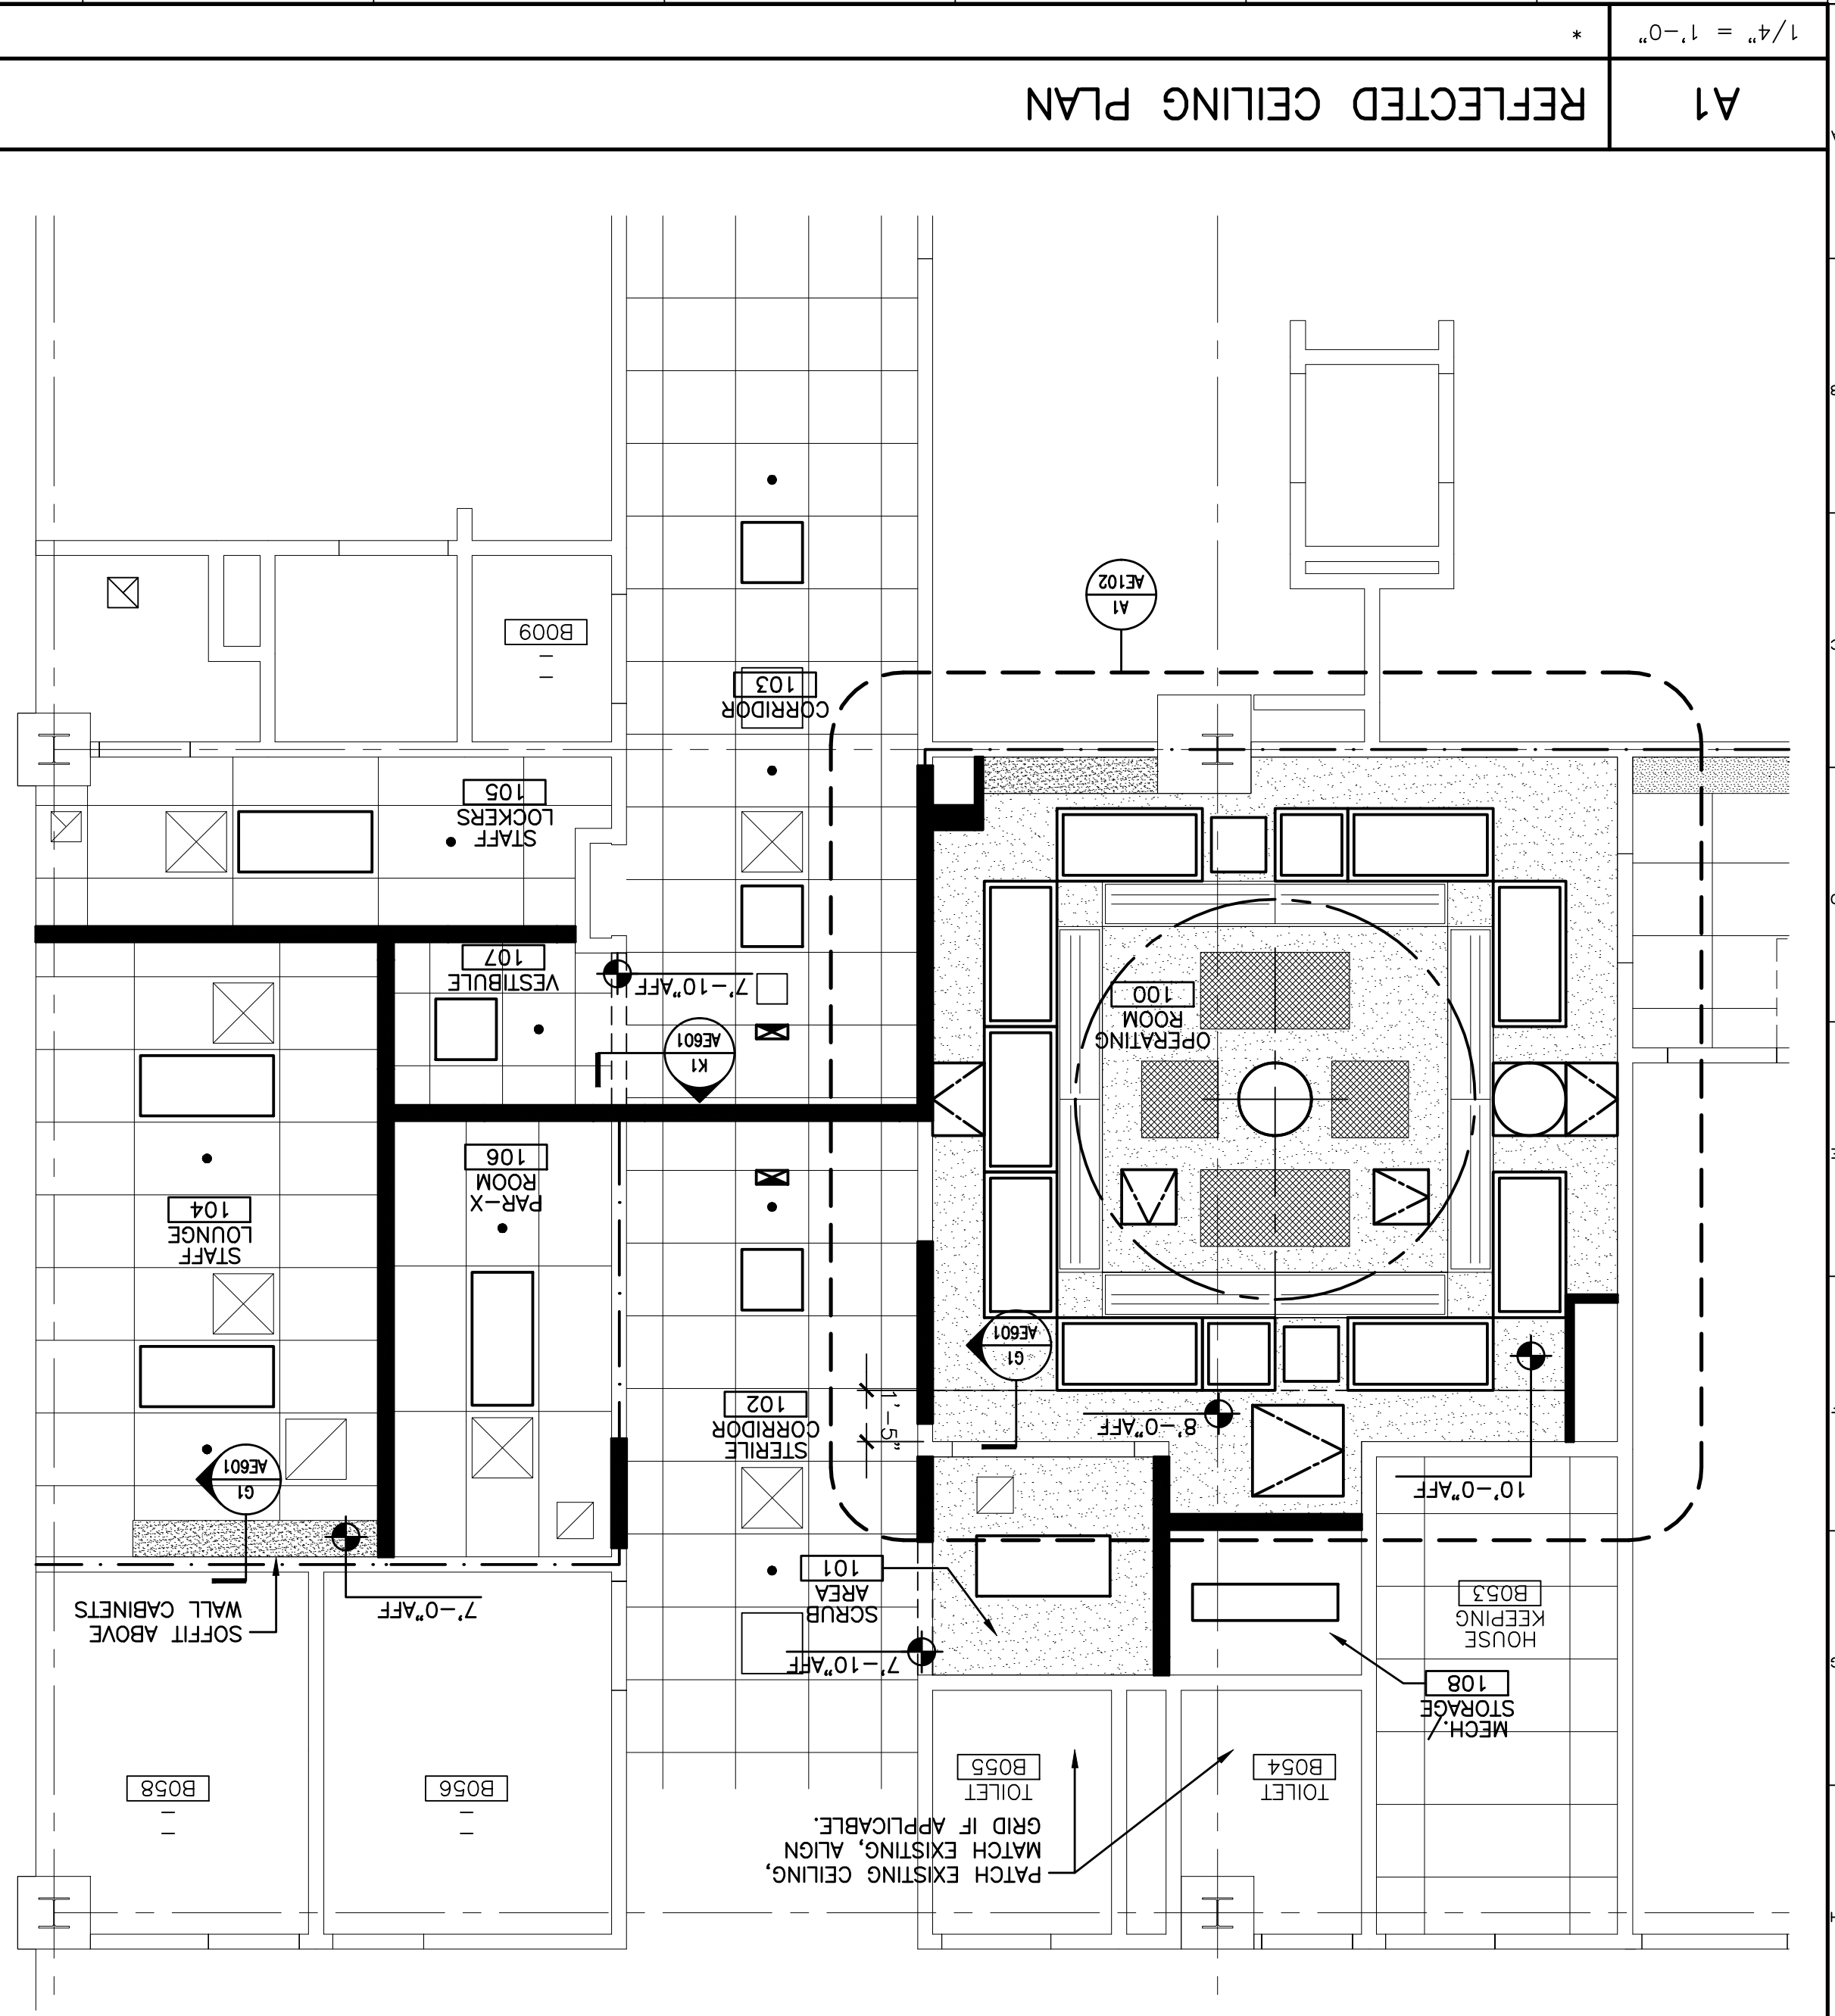 PATCH EXISTING CEILING,
MATCH EXISTING, ALIGN
GRID IF APPLICABLE.
TOILET
B054
TOILET
B055
-
B056
-
B058
MECH./
STORAGE
108
HOUSE
KEEPING
B053
7'-10"AFF
SCRUB
AREA
101
SOFFIT ABOVE
WALL CABINETS
7'-0"AFF
10'-0"AFF
8'-0"AFF
1'-5"
STERILE
CORRIDOR
102
G1
AE601
G1
AE601
STAFF
LOUNGE
104
PAR-X
ROOM
106
OPERATING
ROOM
100
K1
AE601
7'-10"AFF
VESTIBULE
107
STAFF
LOCKERS
105
CORRIDOR
103
-
B009
A1
AE102
A1
REFLECTED CEILING PLAN
1/4" = 1'-0"
*